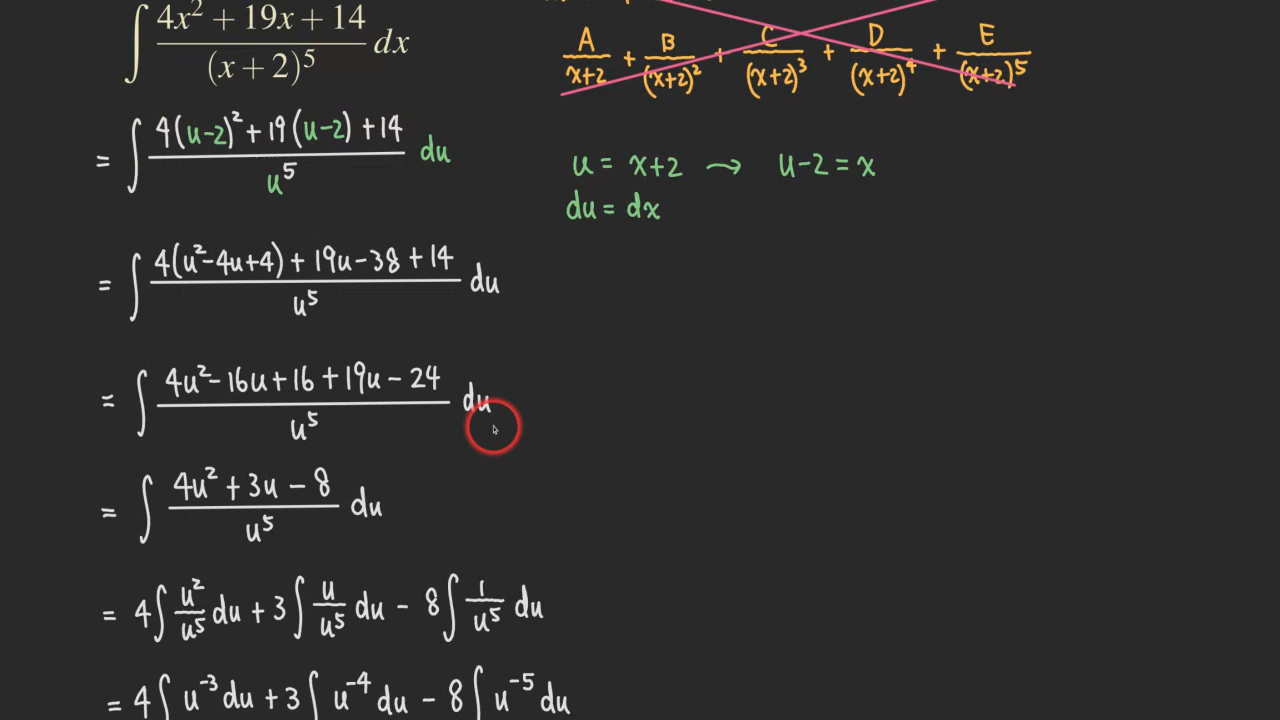 ∫ (4x² + 19x + 14)/(x + 2)⁵ dx
A/(x+2) + B/(x+2)² + C/(x+2)³ + D/(x+2)⁴ + E/(x+2)⁵
= ∫ (4(u-2)² + 19(u-2) + 14)/u⁵ du
u = x+2 → u-2 = x
du = dx
= ∫ (4(u²-4u+4) + 19u - 38 + 14)/u⁵ du
= ∫ (4u² - 16u + 16 + 19u - 24)/u⁵ du
= ∫ (4u² + 3u - 8)/u⁵ du
= 4∫ u²/u⁵ du + 3∫ u/u⁵ du - 8∫ 1/u⁵ du
= 4∫ u⁻³ du + 3∫ u⁻⁴ du - 8∫ u⁻⁵ du